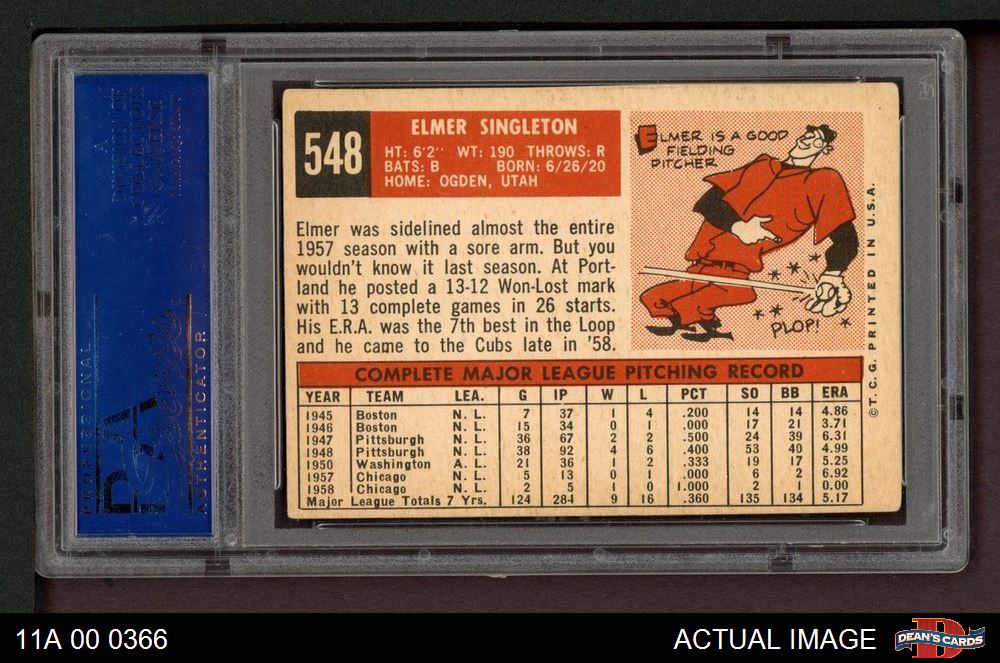 548
ELMER SINGLETON
HT: 6'2" WT: 190 THROWS: R
BATS: B BORN: 6/26/20
HOME: OGDEN, UTAH
Elmer was sidelined almost the entire
1957 season with a sore arm. But you
wouldn't know it last season. At Port-
land he posted a 13-12 Won-Lost mark
with 13 complete games in 26 starts.
His E.R.A. was the 7th best in the Loop
and he came to the Cubs late in '58.
ELMER IS A GOOD
FIELDING
PITCHER
PLOP!
© T.C.G. PRINTED IN U.S.A.
COMPLETE MAJOR LEAGUE PITCHING RECORD
YEAR TEAM LEA. G IP W L PCT SO BB ERA
1945 Boston N. L. 7 37 1 4 .200 14 14 4.86
1946 Boston N. L. 15 34 0 1 .000 17 21 3.71
1947 Pittsburgh N. L. 36 67 2 2 .500 24 39 6.31
1948 Pittsburgh N. L. 38 92 4 6 .400 53 40 4.99
1950 Washington A. L. 21 36 1 2 .333 19 17 5.25
1957 Chicago N. L. 5 13 0 1 .000 6 2 6.92
1958 Chicago N. L. 2 5 1 0 1.000 2 1 0.00
Major League Totals 7 Yrs. 124 284 9 16 .360 135 134 5.17
PROFESSIONAL
PSA
AUTHENTICATOR
11A 00 0366
ACTUAL IMAGE
D
DEAN'S CARDS